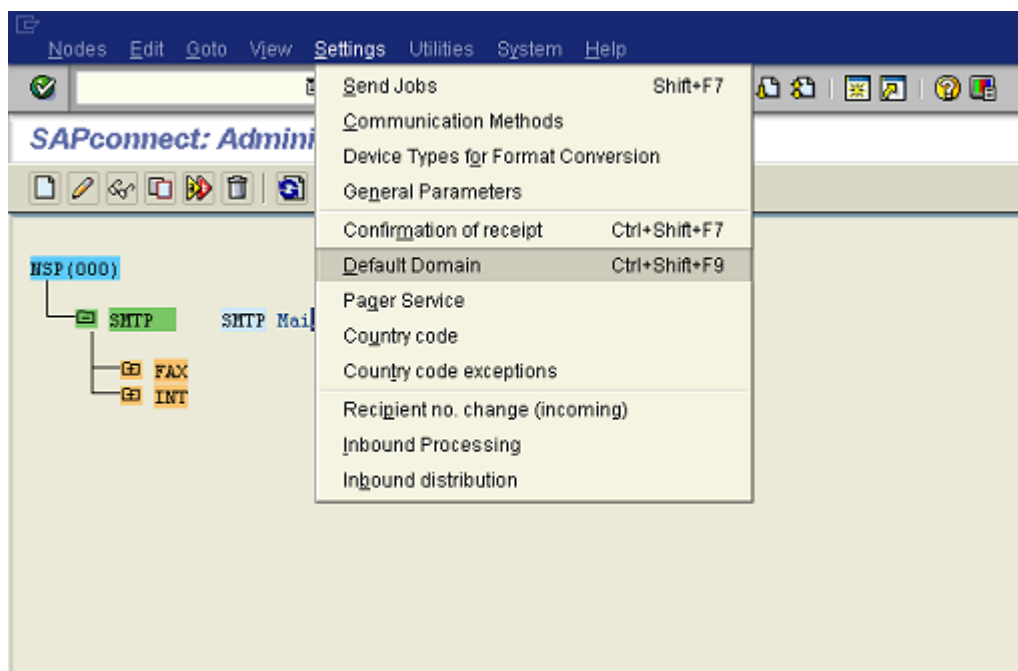 Nodes Edit Goto View Settings Utilities System Help
Send Jobs Shift+F7
Communication Methods
SAPconnect: Admini
Device Types for Format Conversion
General Parameters
Confirmation of receipt Ctrl+Shift+F7
NSP(000)
Default Domain Ctrl+Shift+F9
Pager Service
SMTP SMTP Mai
Country code
FAX
Country code exceptions
INT
Recipient no. change (incoming)
Inbound Processing
Inbound distribution